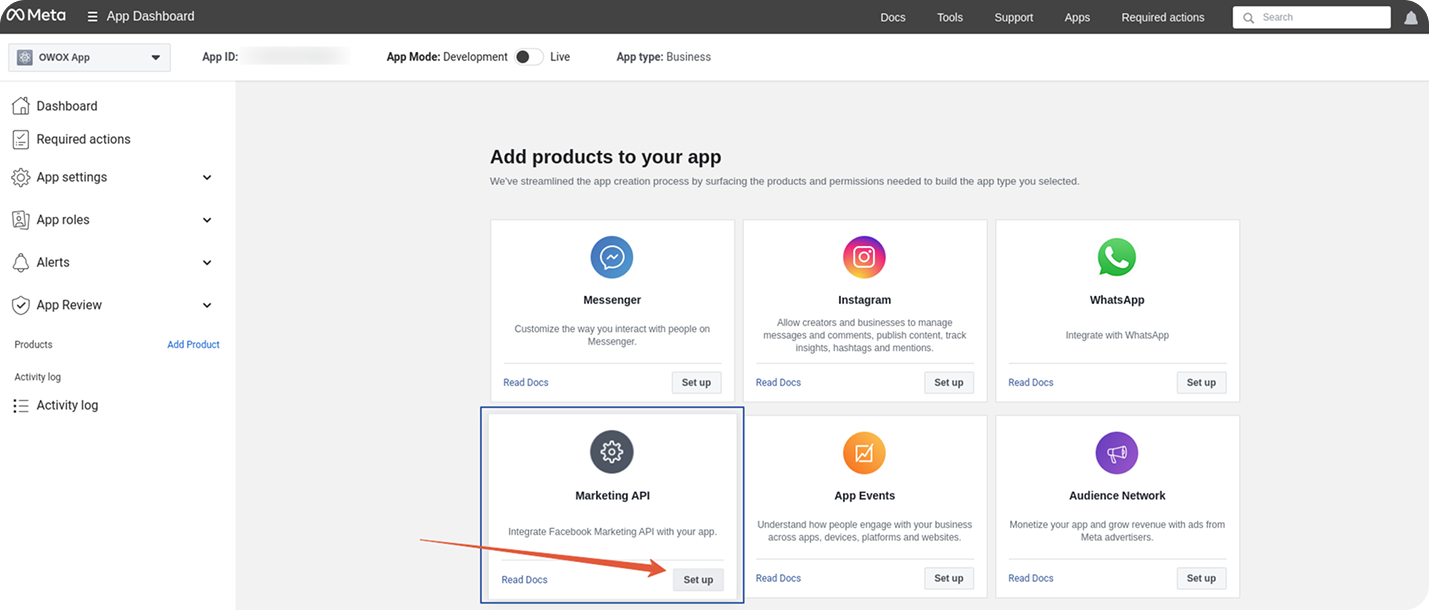 Meta
App Dashboard
Docs
Tools
Support
Apps
Required actions
Search
OWOX App
App ID:
App Mode: Development
Live
App type: Business
Dashboard
Required actions
App settings
App roles
Alerts
App Review
Products
Add Product
Activity log
Activity log
Add products to your app
We've streamlined the app creation process by surfacing the products and permissions needed to build the app type you selected.
Messenger
Customize the way you interact with people on
Messenger.
Read Docs
Set up
Instagram
Allow creators and businesses to manage
messages and comments, publish content, track
insights, hashtags and mentions.
Read Docs
Set up
WhatsApp
Integrate with WhatsApp
Read Docs
Set up
Marketing API
Integrate Facebook Marketing API with your app.
Read Docs
Set up
App Events
Understand how people engage with your business
across apps, devices, platforms and websites.
Read Docs
Set up
Audience Network
Monetize your app and grow revenue with ads from
Meta advertisers.
Read Docs
Set up